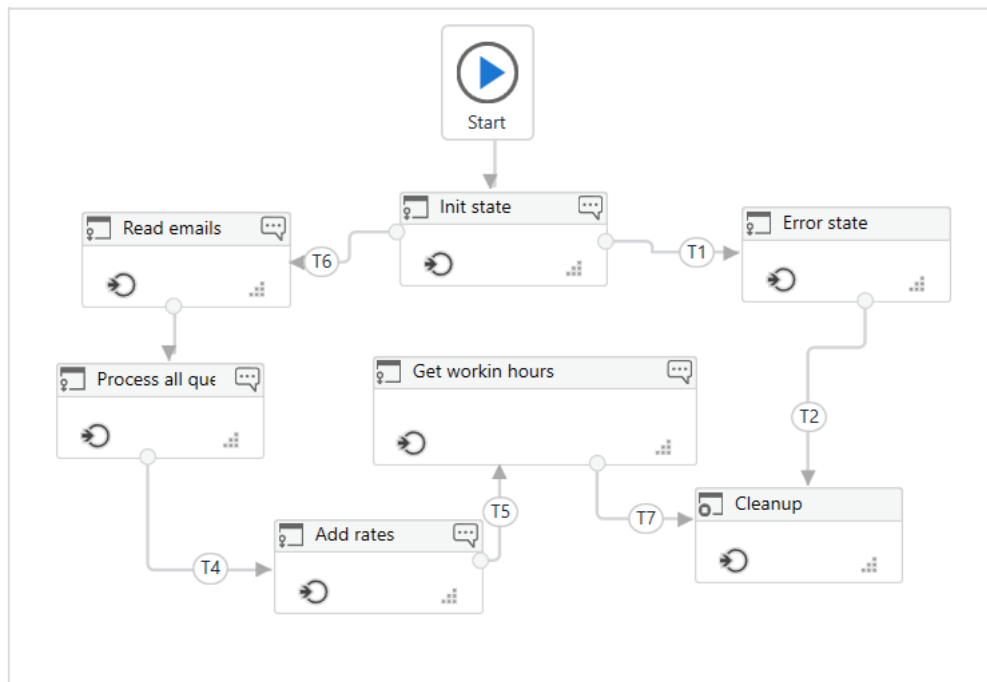 Start
Init state
Read emails
Error state
T6
T1
Process all que
Get workin hours
T2
T5
T7
Cleanup
Add rates
T4